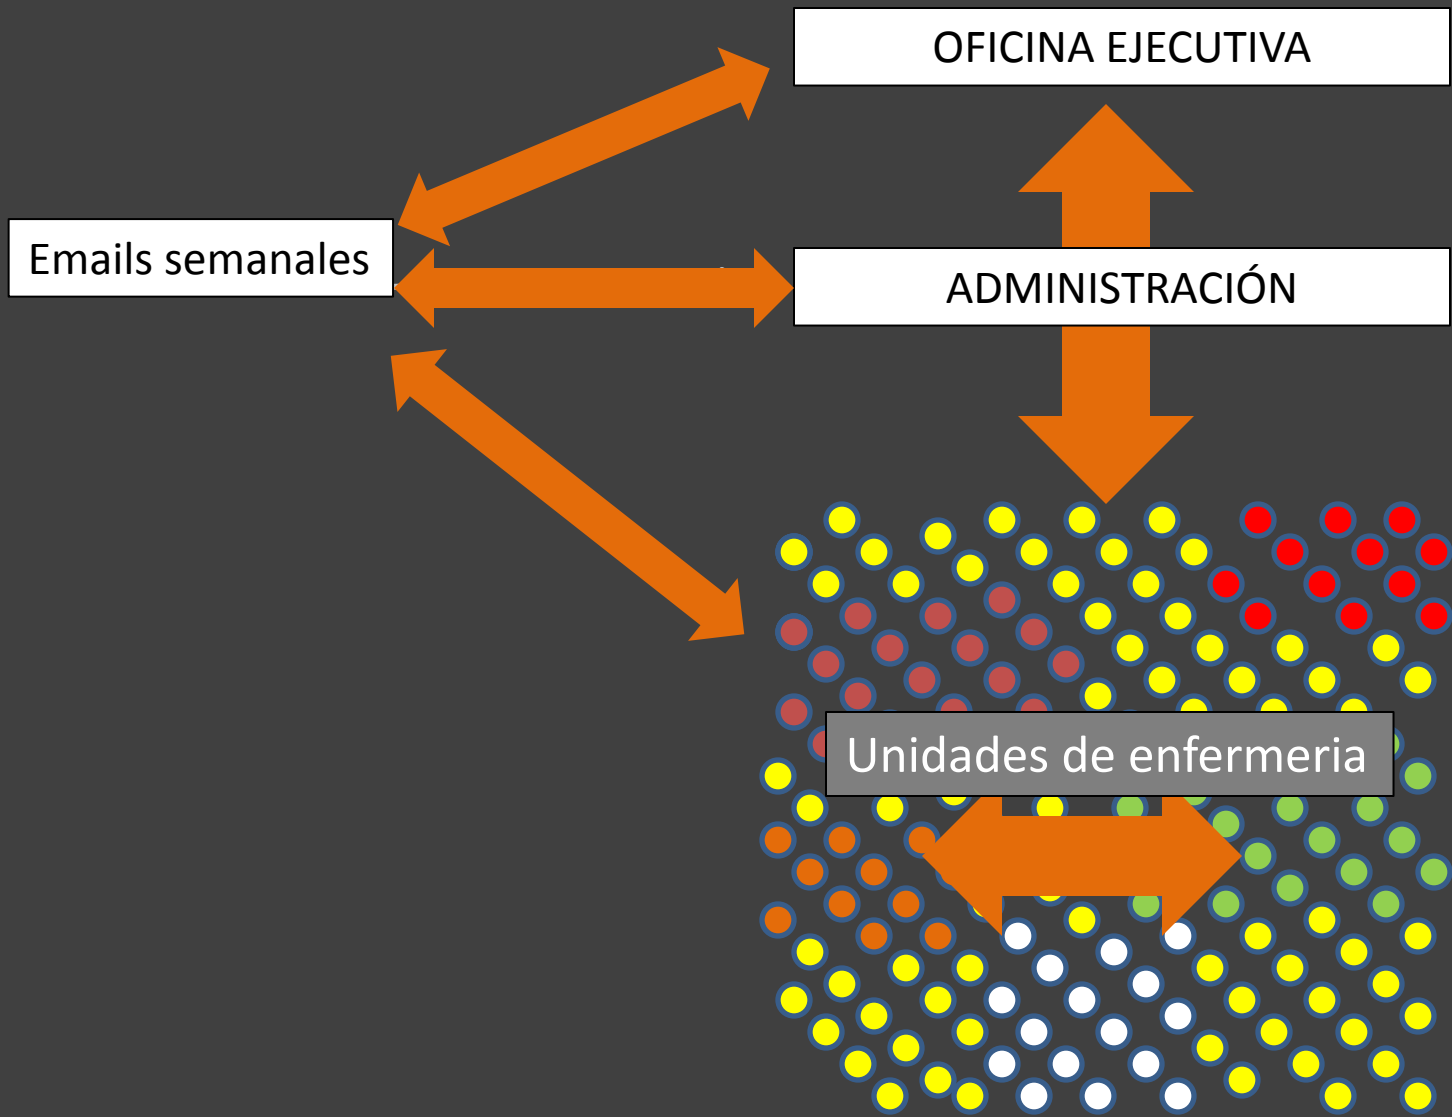 OFICINA EJECUTIVA
Emails semanales
ADMINISTRACIÓN
Unidades de enfermeria